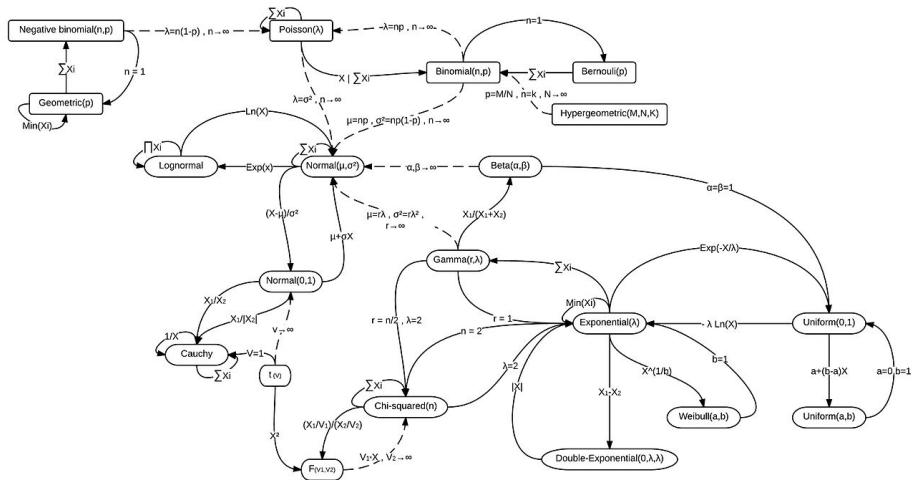 ∑Xi
Negative binomial(n,p)
λ=n(1-p) , n→∞
Poisson(λ)
λ=np , n→∞
n=1
∑Xi
n = 1
X | ∑Xi
Binomial(n,p)
∑Xi
Bernouli(p)
Geometric(p)
λ=σ² , n→∞
p=M/N , n=k , N→∞
Hypergeometric(M,N,K)
Min(Xi)
Ln(X)
μ=np , σ²=np(1-p) , n→∞
∏Xi
∑Xi
Lognormal
Exp(x)
Normal(μ,σ²)
α,β→∞
Beta(α,β)
α=β=1
(X-μ)/σ²
μ=rλ , σ²=rλ² ,
r→∞
X₁/(X₁+X₂)
μ+σX
Exp(-X/λ)
Gamma(r,λ)
∑Xi
Normal(0,1)
X₁/X₂
Min(Xi)
X₁/|X₂|
r = n/2 , λ=2
r = 1
Exponential(λ)
- λ Ln(X)
Uniform(0,1)
1/X
v→∞
n = 2
Cauchy
V=1
b=1
λ=2
X^(1/b)
a+(b-a)X
a=0,b=1
∑Xi
t(V)
∑Xi
|X|
X₁-X₂
Chi-squared(n)
Weibull(a,b)
Uniform(a,b)
(X₁/V₁)/(X₂/V₂)
X²
V₁·X , V₂→∞
F(V1,V2)
Double-Exponential(0,λ,λ)